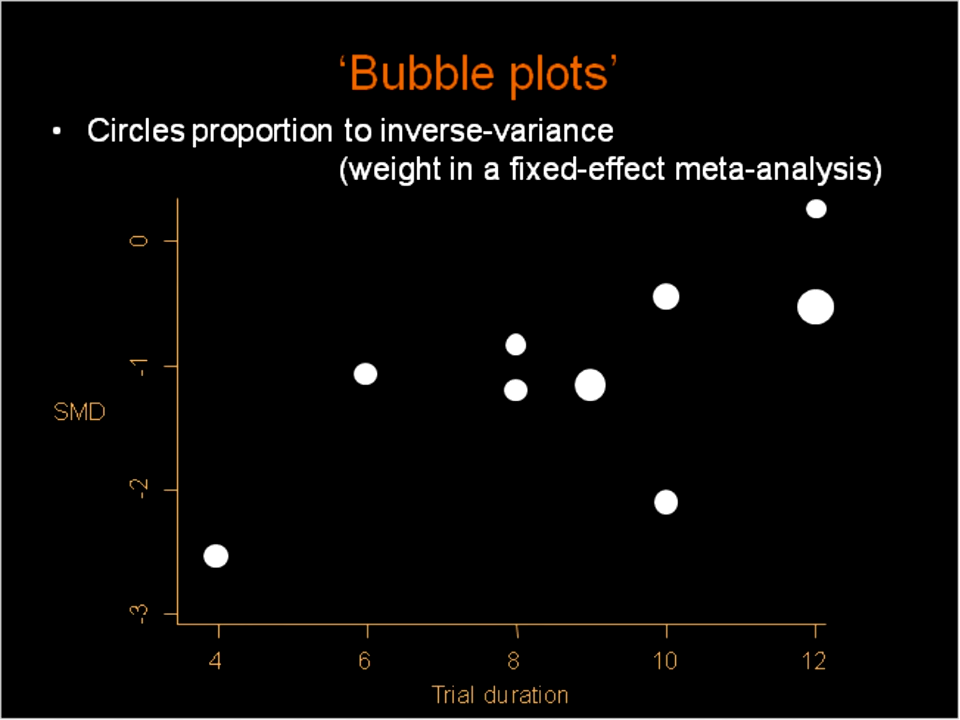 ‘Bubble plots’
• Circles proportion to inverse-variance
(weight in a fixed-effect meta-analysis)
0
-1
SMD
-2
-3
4 6 8 10 12
Trial duration